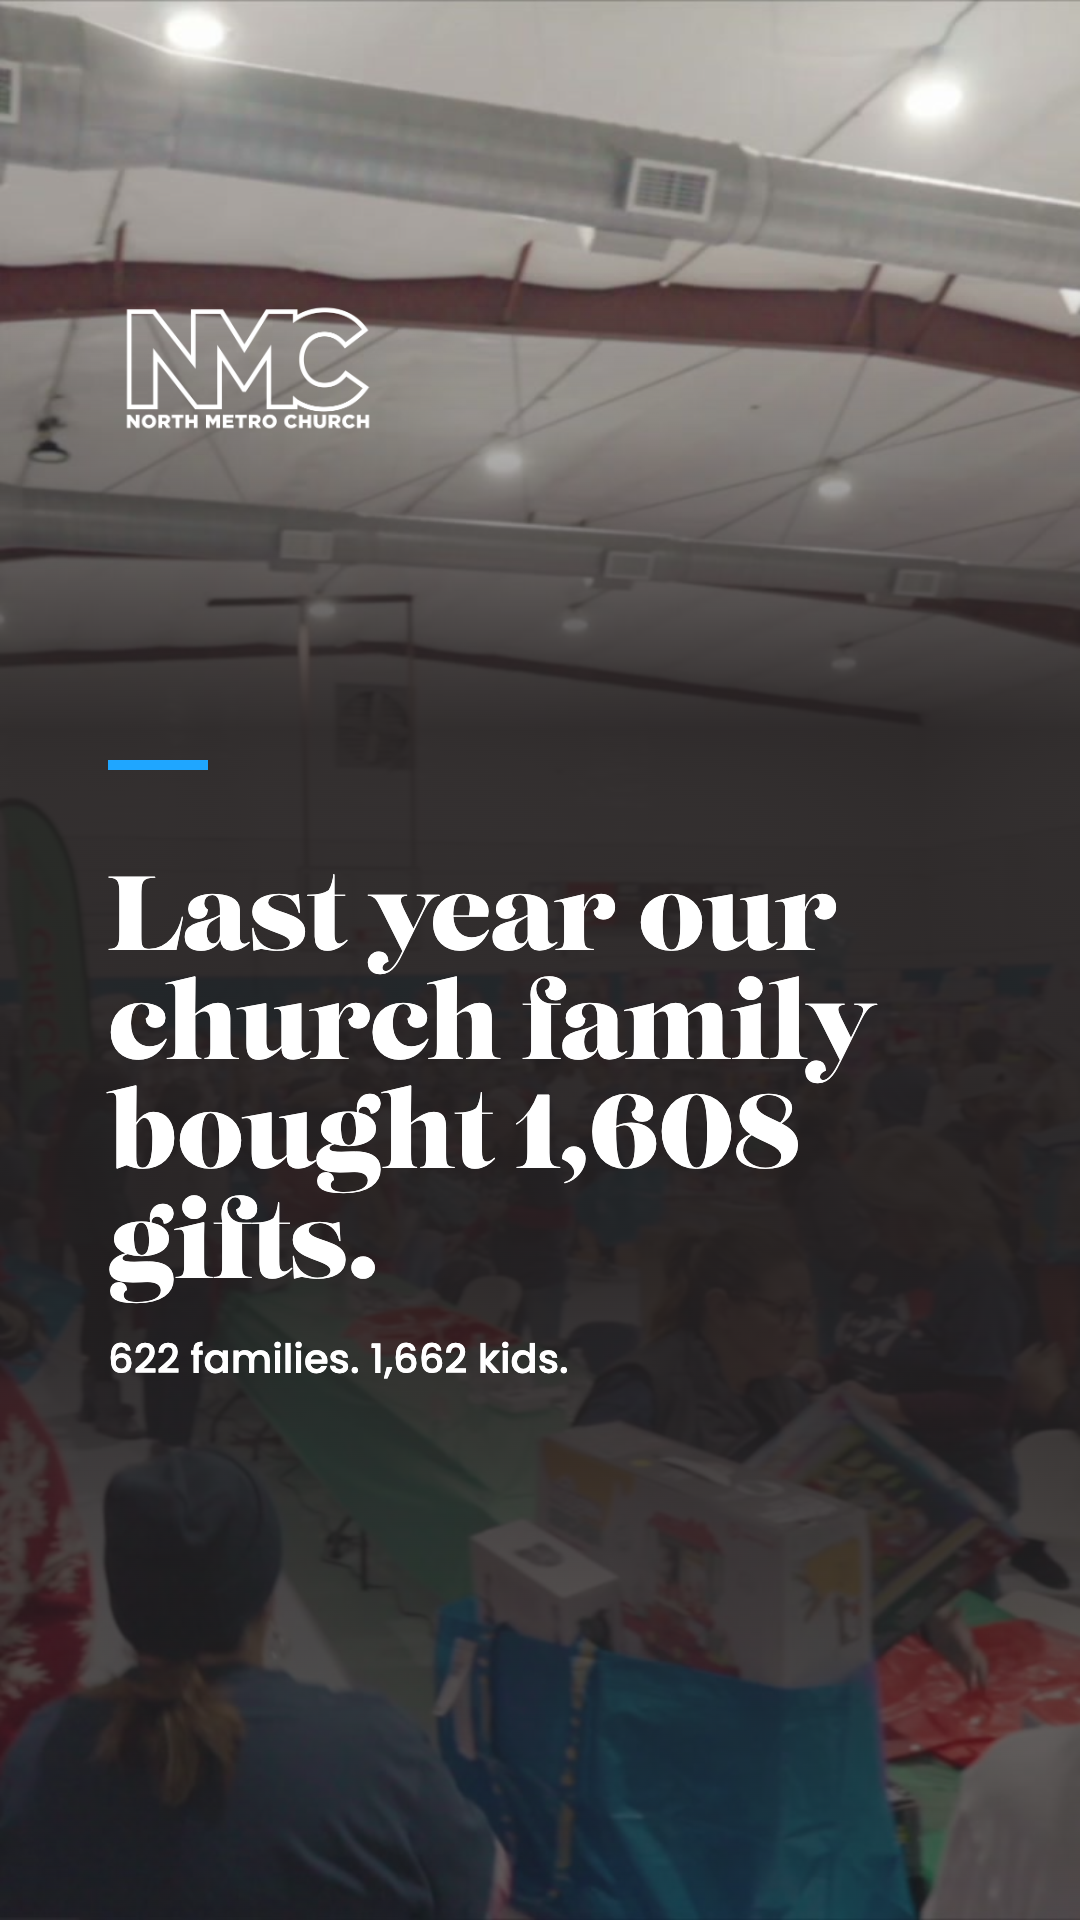 NMC
NORTH METRO CHURCH
Last year our
church family
bought 1,608
gifts.
622 families. 1,662 kids.